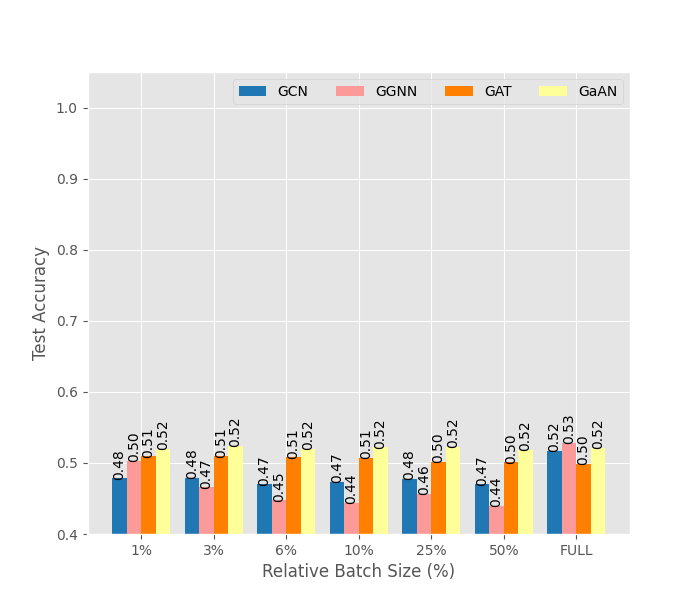 GCN GGNN GAT GaAN
1.0
0.9
0.8
0.7
0.6
0.5
0.4
Test Accuracy
0.48 0.50 0.51 0.52
0.48 0.47 0.51 0.52
0.47 0.45 0.51 0.52
0.47 0.44 0.51 0.52
0.48 0.46 0.50 0.52
0.47 0.44 0.50 0.52
0.52 0.53 0.50 0.52
1% 3% 6% 10% 25% 50% FULL
Relative Batch Size (%)